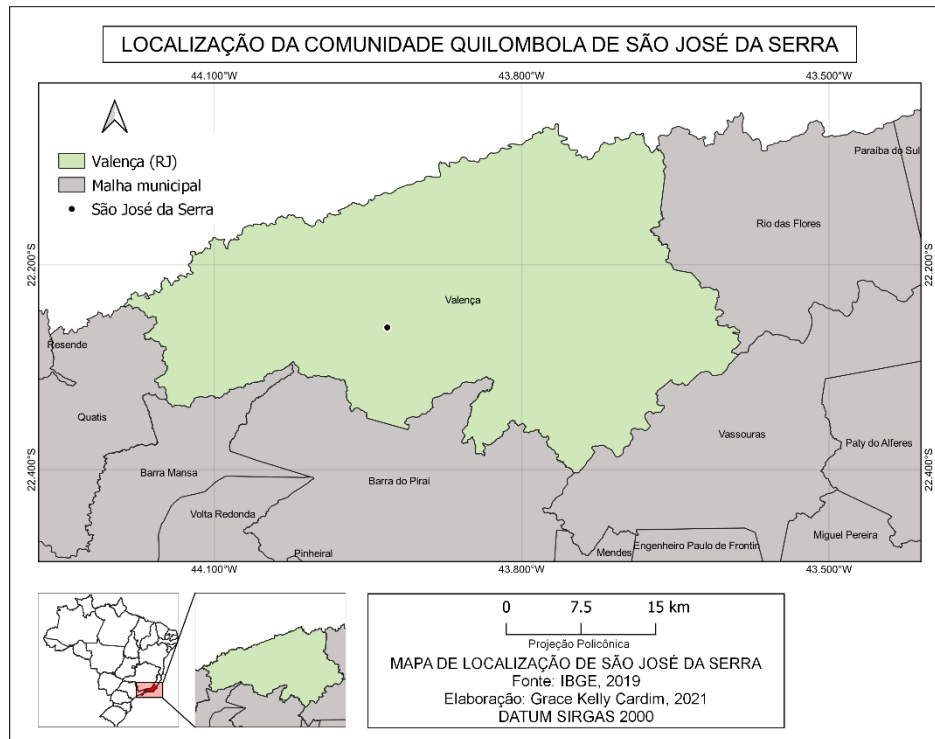 LOCALIZAÇÃO DA COMUNIDADE QUILOMBOLA DE SÃO JOSÉ DA SERRA
44.100°W
43.800°W
43.500°W
Valença (RJ)
Malha municipal
São José da Serra
Paraíba do Sul
Rio das Flores
22.200°S
22.200°S
Valença
Resende
Quatis
Vassouras
Paty do Alferes
22.400°S
22.400°S
Barra Mansa
Barra do Piraí
Volta Redonda
Pinheiral
Mendes
Engenheiro Paulo de Frontin
Miguel Pereira
44.100°W
43.800°W
43.500°W
0 7.5 15 km
Projeção Policônica
MAPA DE LOCALIZAÇÃO DE SÃO JOSÉ DA SERRA
Fonte: IBGE, 2019
Elaboração: Grace Kelly Cardim, 2021
DATUM SIRGAS 2000